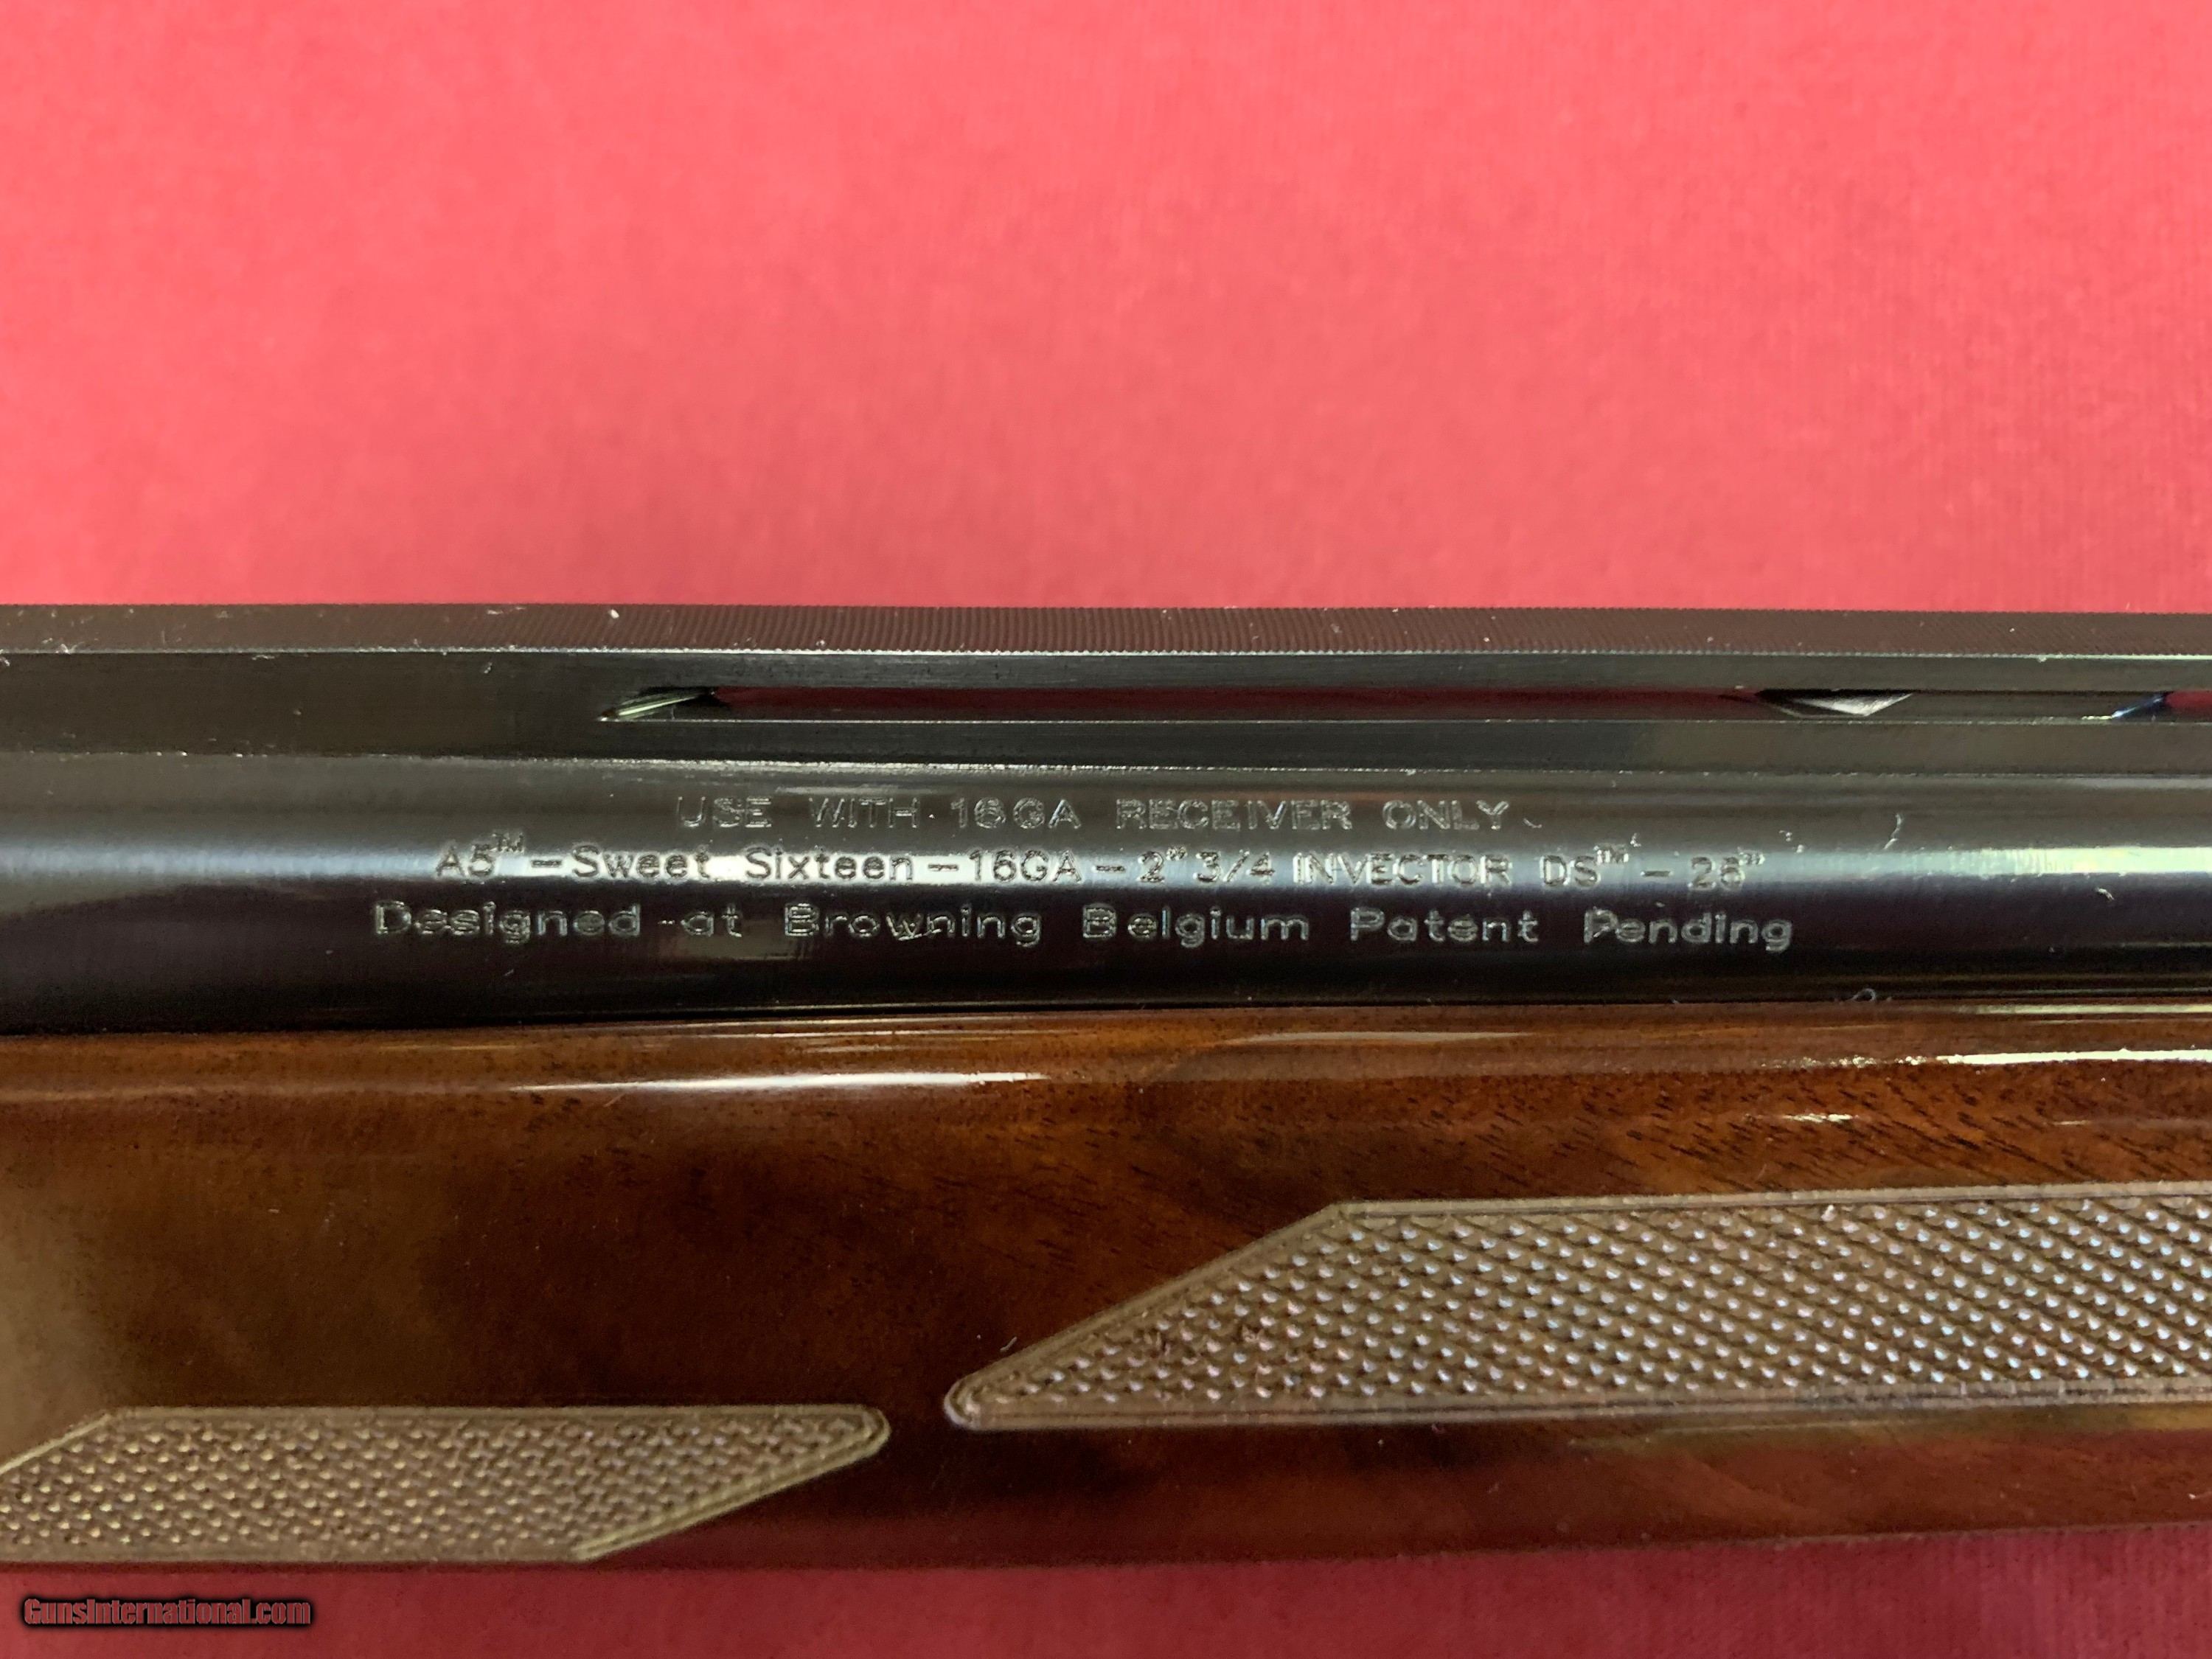 USE WITH 16GA RECEIVER ONLY
A5™ - Sweet Sixteen - 16GA - 2" 3/4 INVECTOR DS™ - 28"
Designed at Browning Belgium Patent Pending
GunsInternational.com